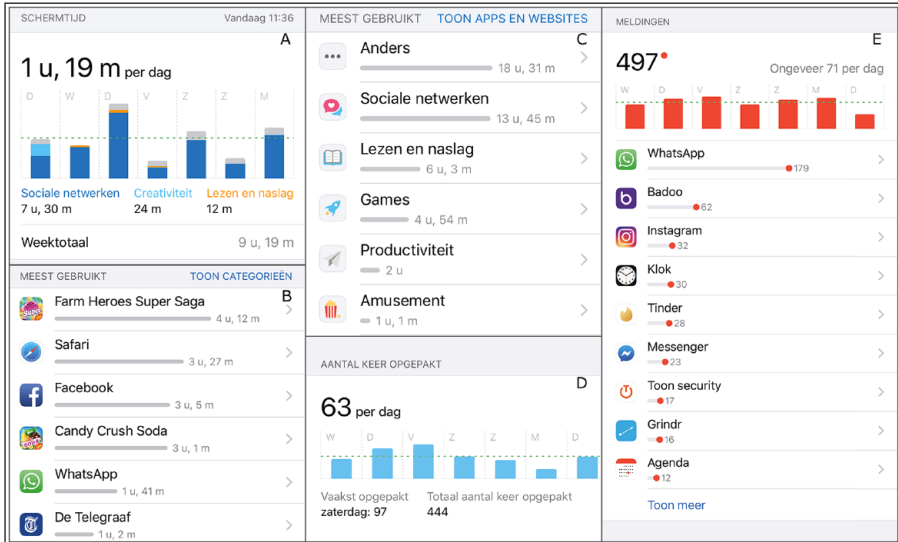 SCHERMTIJD Vandaag 11:36
A
1 u, 19 m per dag
D W D V Z Z M
Sociale netwerken Creativiteit Lezen en naslag
7 u, 30 m 24 m 12 m
Weektotaal 9 u, 19 m
MEEST GEBRUIKT TOON CATEGORIEËN
B
Farm Heroes Super Saga
4 u, 12 m
Safari
3 u, 27 m
Facebook
3 u, 5 m
Candy Crush Soda
3 u, 1 m
WhatsApp
1 u, 41 m
De Telegraaf
1 u, 2 m
MEEST GEBRUIKT TOON APPS EN WEBSITES
C
Anders
18 u, 31 m
Sociale netwerken
13 u, 45 m
Lezen en naslag
6 u, 3 m
Games
4 u, 54 m
Productiviteit
2 u
Amusement
1 u, 1 m
AANTAL KEER OPGEPAKT
D
63 per dag
W D V Z Z M D
Vaakst opgepakt Totaal aantal keer opgepakt
zaterdag: 97 444
MELDINGEN
E
497
Ongeveer 71 per dag
W D V Z Z M D
WhatsApp
179
Badoo
62
Instagram
32
Klok
30
Tinder
28
Messenger
23
Toon security
17
Grindr
16
Agenda
12
Toon meer